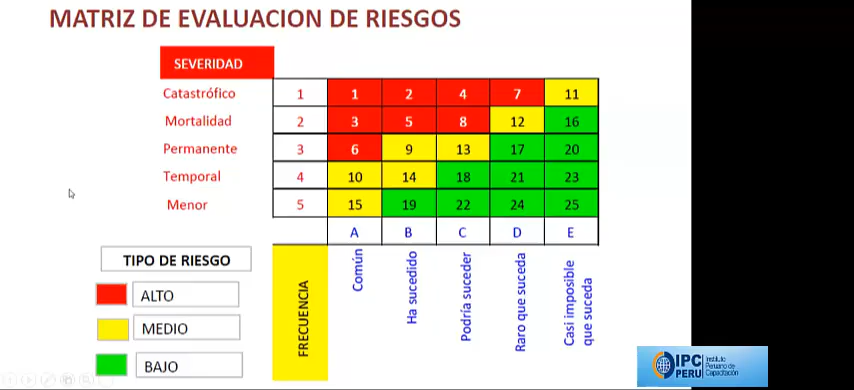 MATRIZ DE EVALUACION DE RIESGOS
SEVERIDAD
Catastrófico 1 1 2 4 7 11
Mortalidad 2 3 5 8 12 16
Permanente 3 6 9 13 17 20
Temporal 4 10 14 18 21 23
Menor 5 15 19 22 24 25
A B C D E
FRECUENCIA
Común
Ha sucedido
Podría suceder
Raro que suceda
Casi imposible
que suceda
TIPO DE RIESGO
ALTO
MEDIO
BAJO
IPC
PERU
Instituto
Peruano de
Capacitación